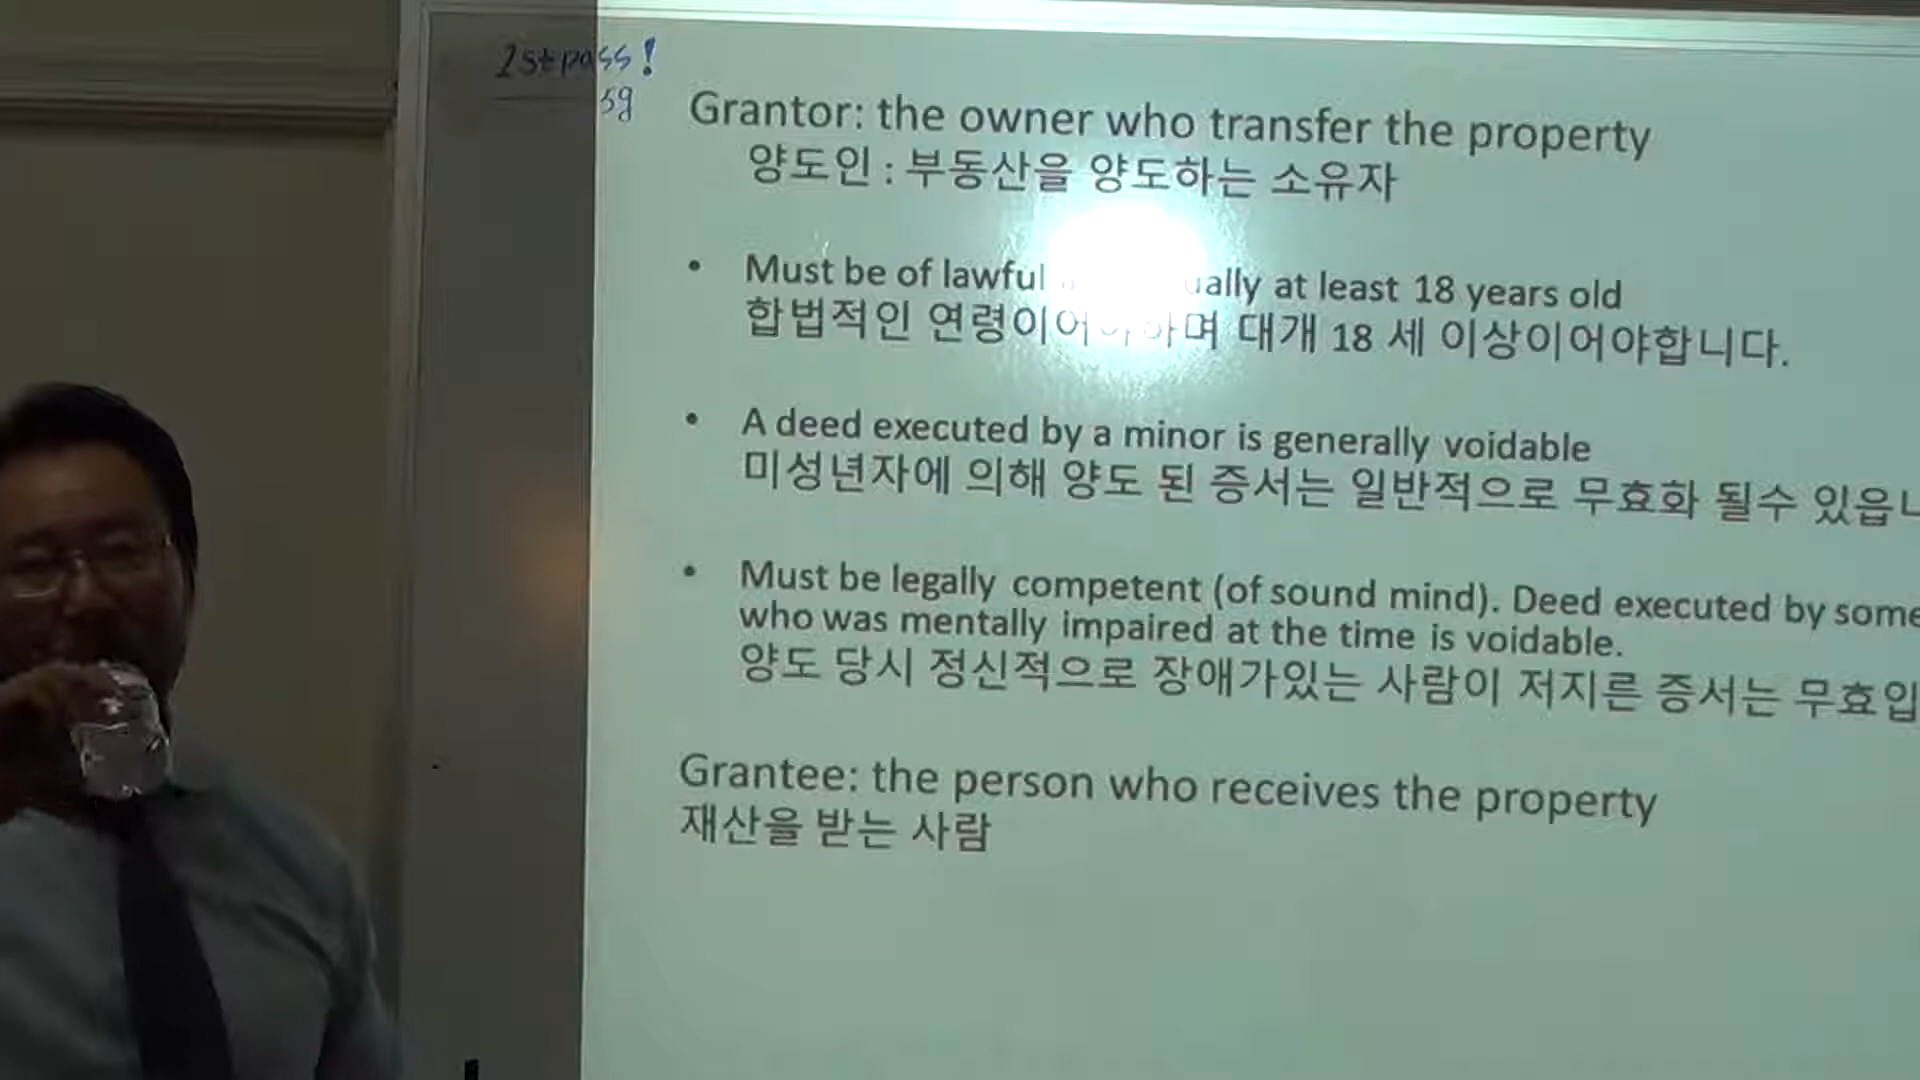 1st pass!
59
Grantor: the owner who transfer the property
양도인 : 부동산을 양도하는 소유자
• Must be of lawful ually at least 18 years old
합법적인 연령이어 하며 대개 18 세 이상이어야합니다.
• A deed executed by a minor is generally voidable
미성년자에 의해 양도 된 증서는 일반적으로 무효화 될수 있읍
• Must be legally competent (of sound mind). Deed executed by some
who was mentally impaired at the time is voidable.
양도 당시 정신적으로 장애가있는 사람이 저지른 증서는 무효입
Grantee: the person who receives the property
재산을 받는 사람